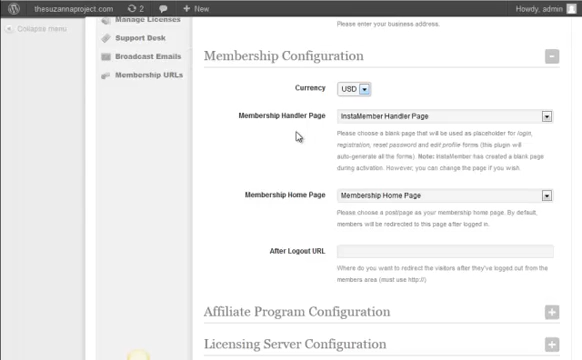 thesuzannaproject.com 2 New Howdy, admin
Collapse menu
Manage Licenses
Support Desk
Broadcast Emails
Membership URLs
Please enter your business address.
Membership Configuration
Currency USD
Membership Handler Page InstaMember Handler Page
Please choose a blank page that will be used as placeholder for login,
registration, reset password and edit profile forms (this plugin will
auto-generate all the forms). Note: InstaMember has created a blank page
during activation. However, you can change the page if you wait.
Membership Home Page Membership Home Page
Please choose a post/page as your membership home page. By default,
members will be redirected to this page after logged in.
After Logout URL
Where do you want to redirect the visitors after they've logged out from the
members area (must use http://)
Affiliate Program Configuration
Licensing Server Configuration